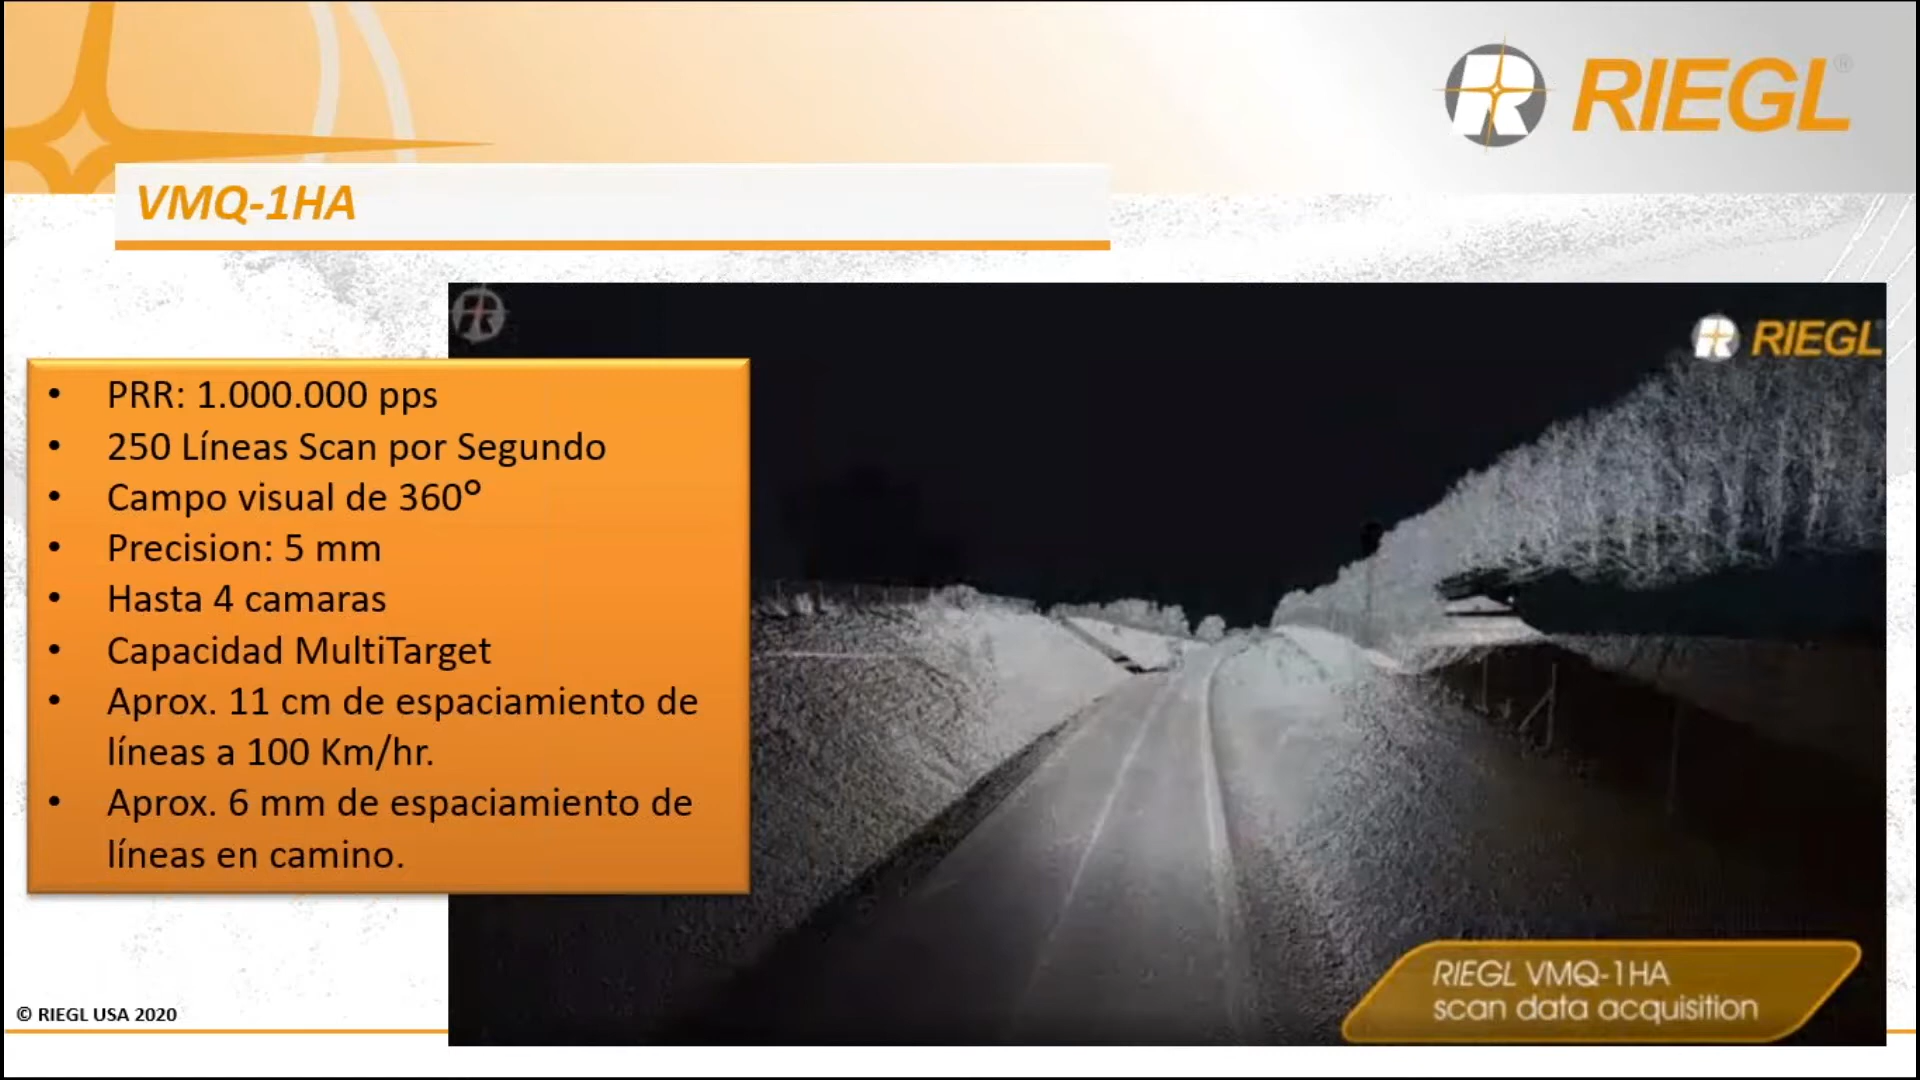 RIEGL®
VMQ-1HA
RIEGL
• PRR: 1.000.000 pps
• 250 Líneas Scan por Segundo
• Campo visual de 360°
• Precision: 5 mm
• Hasta 4 camaras
• Capacidad MultiTarget
• Aprox. 11 cm de espaciamiento de
líneas a 100 Km/hr.
• Aprox. 6 mm de espaciamiento de
líneas en camino.
RIEGL VMQ-1HA
scan data acquisition
© RIEGL USA 2020